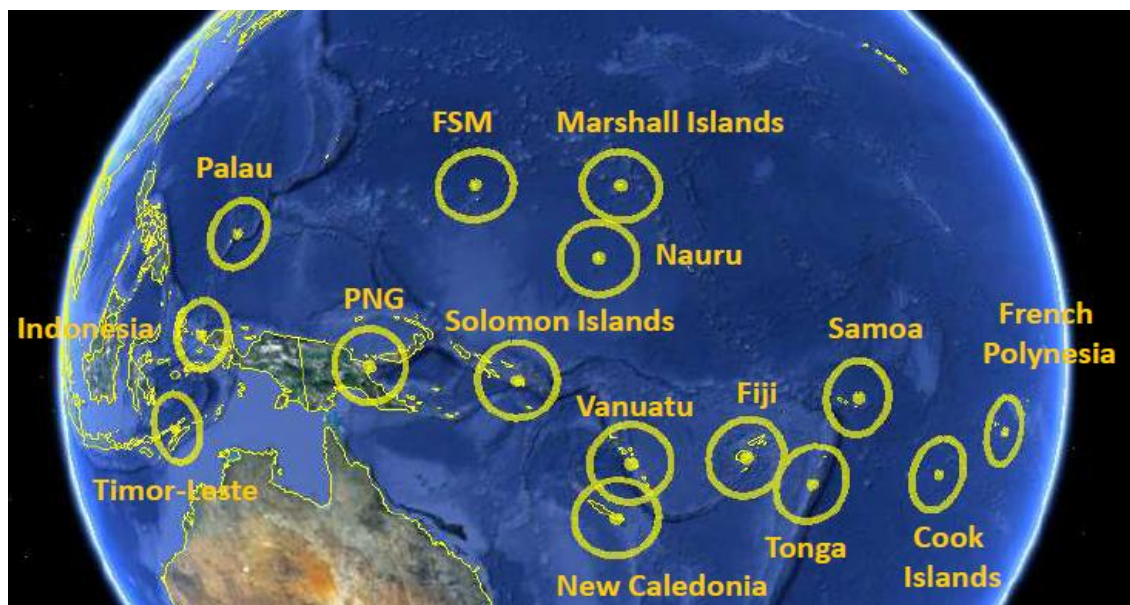 FSM
Marshall Islands
Palau
Nauru
PNG
Indonesia
Solomon Islands
Samoa
French
Polynesia
Vanuatu
Fiji
Timor-Leste
Tonga
Cook
Islands
New Caledonia